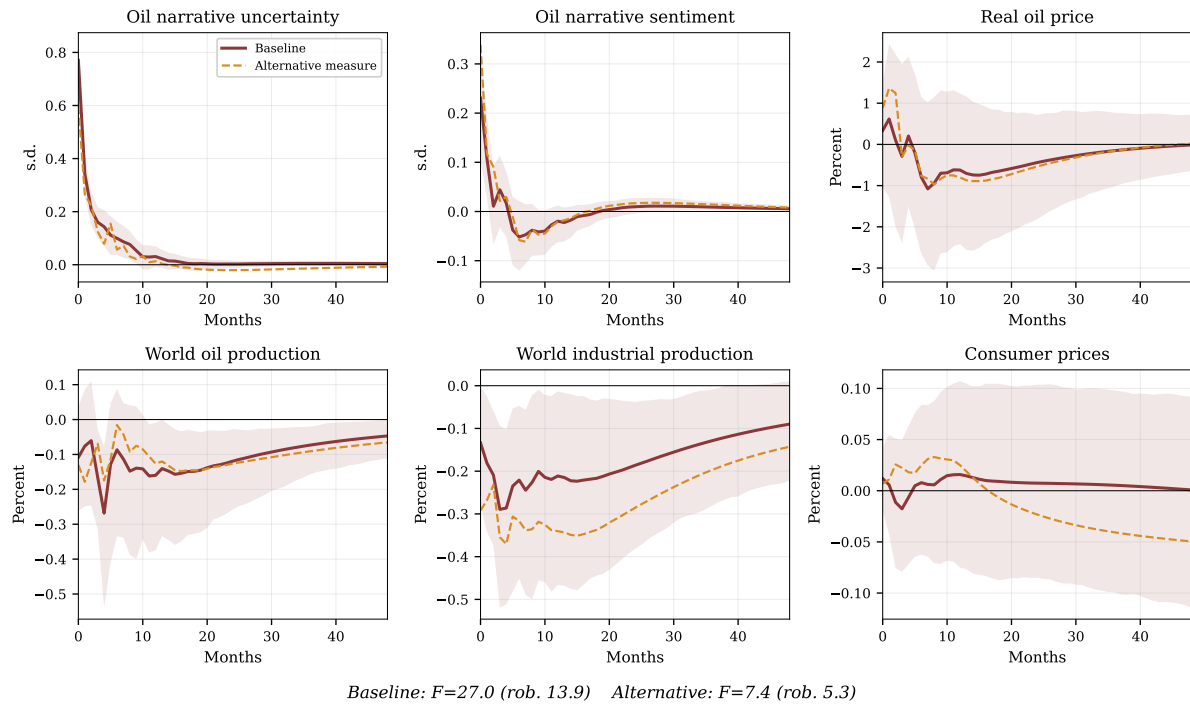 Oil narrative uncertainty
0.8
0.6
0.4
0.2
0.0
s.d.
0 10 20 30 40
Months
Baseline
Alternative measure
Oil narrative sentiment
0.3
0.2
0.1
0.0
−0.1
s.d.
0 10 20 30 40
Months
Real oil price
2
1
0
−1
−2
−3
Percent
0 10 20 30 40
Months
World oil production
0.1
0.0
−0.1
−0.2
−0.3
−0.4
−0.5
Percent
0 10 20 30 40
Months
World industrial production
0.0
−0.1
−0.2
−0.3
−0.4
−0.5
Percent
0 10 20 30 40
Months
Consumer prices
0.10
0.05
0.00
−0.05
−0.10
Percent
0 10 20 30 40
Months
Baseline: F=27.0 (rob. 13.9) Alternative: F=7.4 (rob. 5.3)